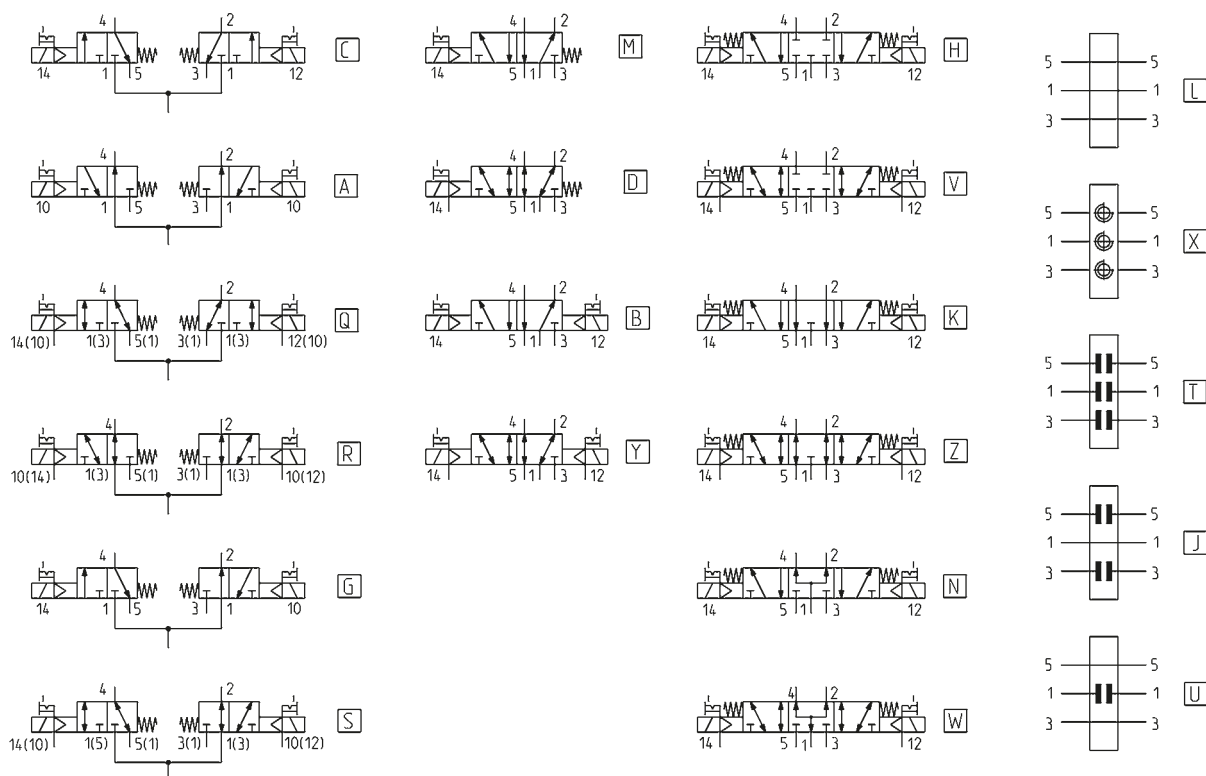 4 2 C
14 1 5 3 1 12
4 2 M
14 5 1 3
4 2 H
14 5 1 3 12
5 5
1 1 L
3 3
4 2 A
10 1 5 3 1 10
4 2 D
14 5 1 3
4 2 V
14 5 1 3 12
5 5
1 1 X
3 3
4 2 Q
14(10) 1(3) 5(1) 3(1) 1(3) 12(10)
4 2 B
14 5 1 3 12
4 2 K
14 5 1 3 12
5 5
1 1 T
3 3
4 2 R
10(14) 1(3) 5(1) 3(1) 1(3) 10(12)
4 2 Y
14 5 1 3 12
4 2 Z
14 5 1 3 12
5 5
1 1 J
3 3
4 2 G
14 1 5 3 1 10
4 2 N
14 5 1 3 12
5 5
1 1 U
3 3
4 2 S
14(10) 1(5) 5(1) 3(1) 1(3) 10(12)
4 2 W
14 5 1 3 12